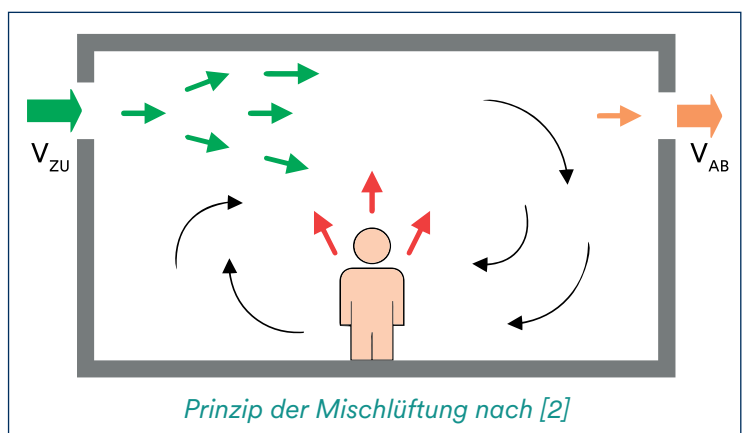 V_ZU
V_AB
Prinzip der Mischlüftung nach [2]